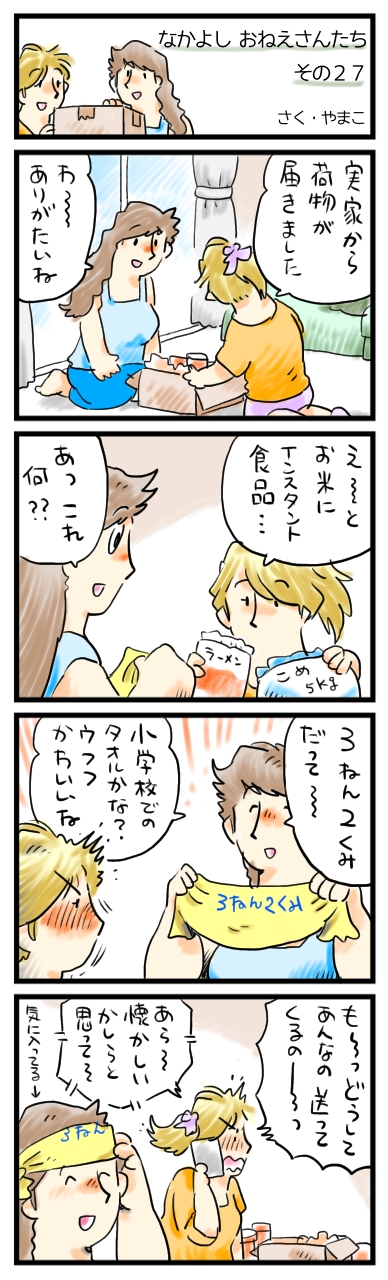 なかよし おねえさんたち
その27
さく・やまこ
実家から
荷物が
届きました
わ〜〜
ありがたいね
え〜〜と
お米に
インスタント
食品…
あっ これ
何??
ラーメン
こめ
5kg
3ねん2くみ
だって〜〜
小学校での
タオルかな?
ウフフ
かわいいね
3ねん2くみ
も〜〜っどうして
あんなの 送って
くるの――っ
あら〜
懐かしい
かしらと
思って〜
気に入ってる→
3ねん